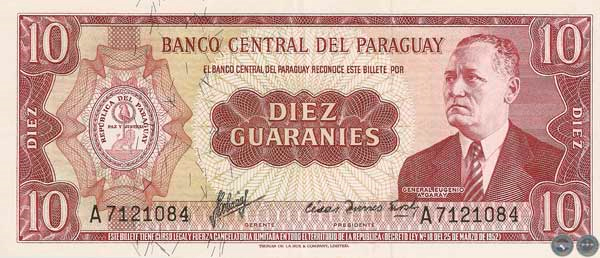 10
BANCO CENTRAL DEL PARAGUAY
10
EL BANCO CENTRAL DEL PARAGUAY RECONOCE ESTE BILLETE POR
DIEZ
REPÚBLICA DEL PARAGUAY
PAZ Y JUSTICIA
DIEZ
GUARANIES
DIEZ
GENERAL EUGENIO
A. GARAY
10
A 7121084
A 7121084
10
GERENTE
PRESIDENTE
ESTE BILLETE TIENE CURSO LEGAL Y FUERZA CANCELATORIA ILIMITADA EN TODO EL TERRITORIO DE LA REPUBLICA (DECRETO LEY Nº 18 DEL 25 DE MARZO DE 1952)
THOMAS DE LA RUE & COMPANY, LIMITED.